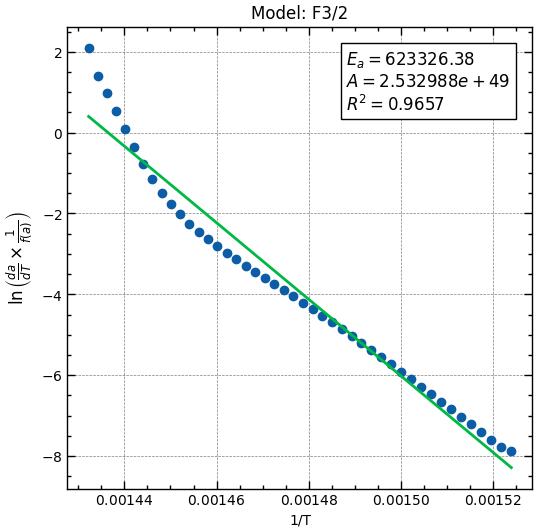 Model: F3/2
E_a = 623326.38
A = 2.532988e + 49
R^2 = 0.9657
ln(da/dT × 1/f(a))
2
0
−2
−4
−6
−8
0.00144 0.00146 0.00148 0.00150 0.00152
1/T